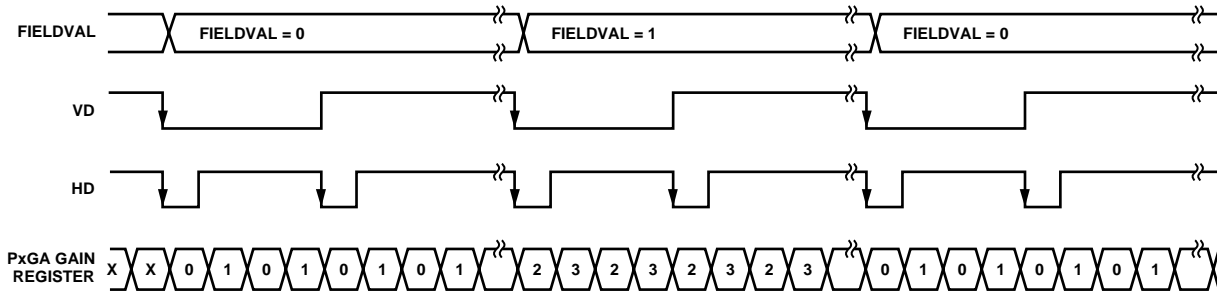 FIELDVAL FIELDVAL = 0 FIELDVAL = 1 FIELDVAL = 0
VD
HD
PxGA GAIN
REGISTER
X X 0 1 0 1 0 1 0 1 2 3 2 3 2 3 2 3 0 1 0 1 0 1 0 1